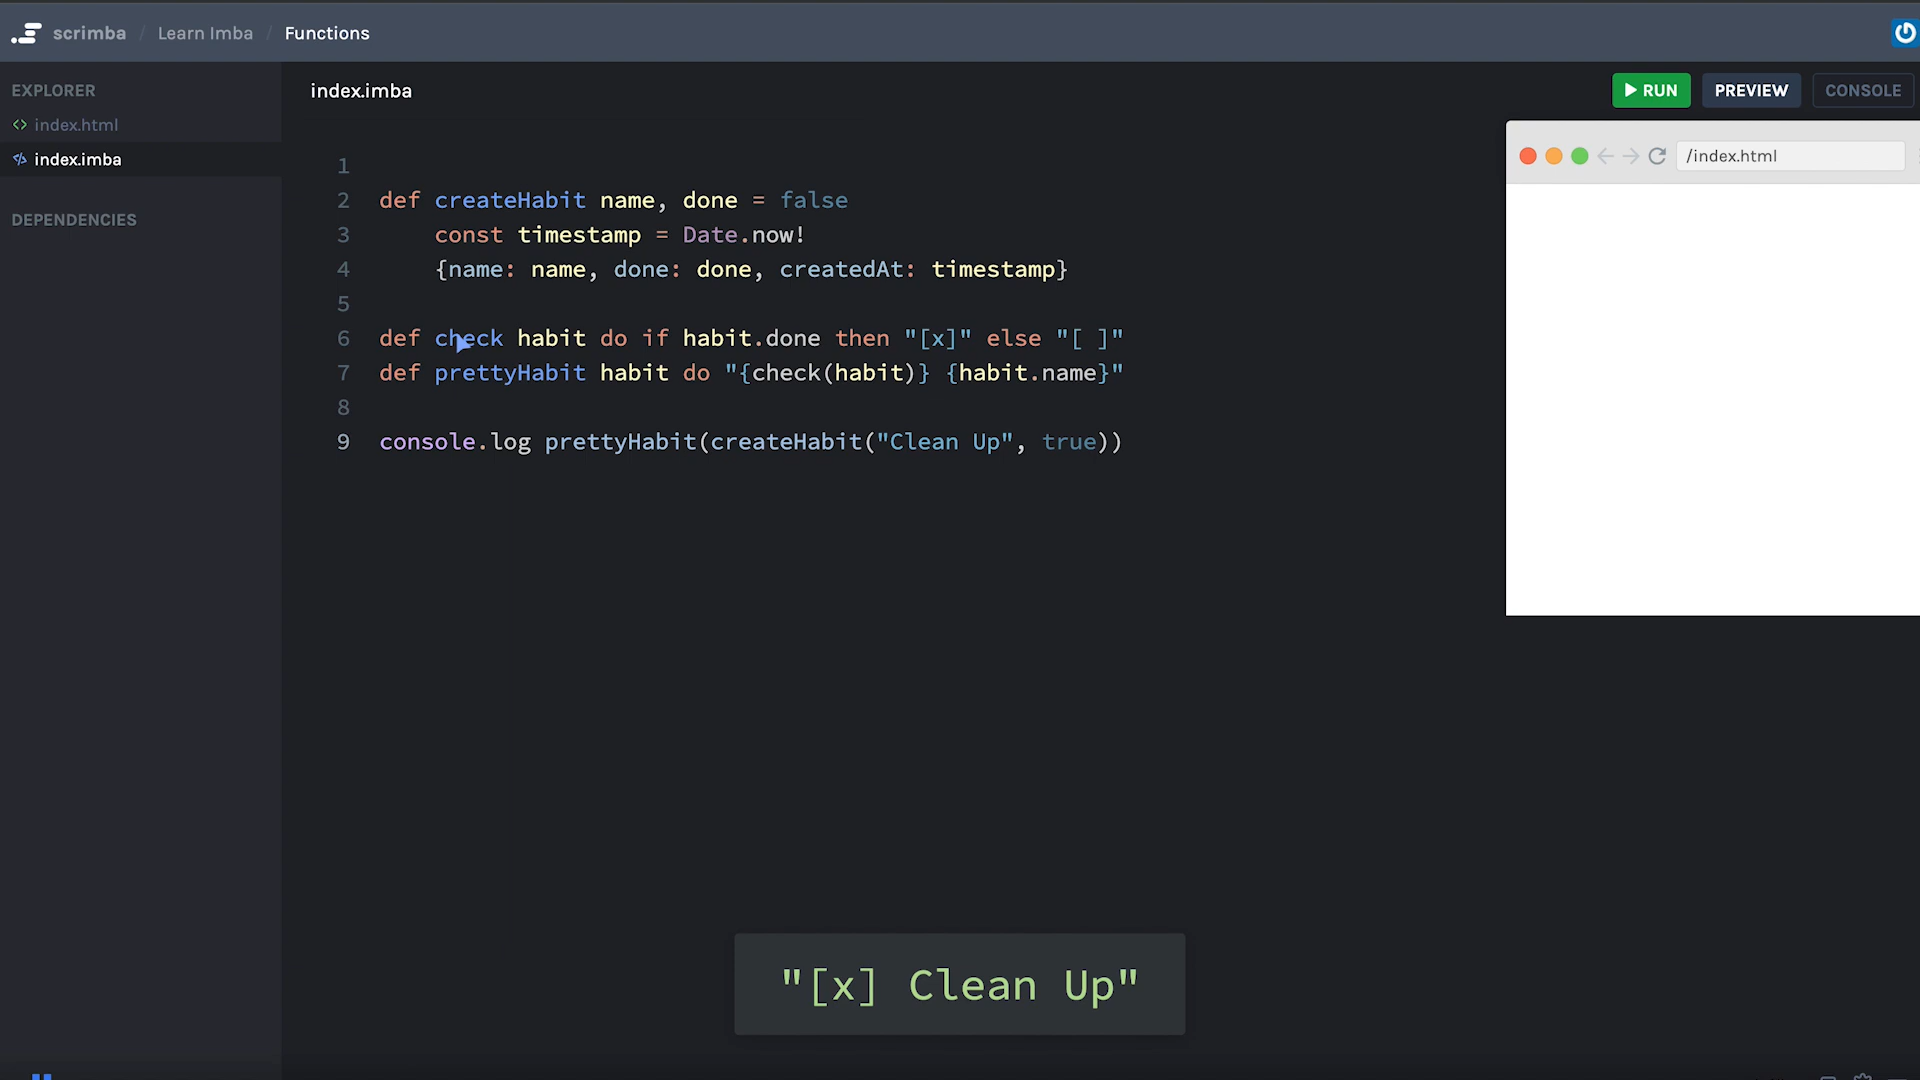 scrimba / Learn Imba / Functions
EXPLORER
index.html
index.imba
DEPENDENCIES
index.imba
RUN
PREVIEW
CONSOLE
/index.html
1
2 def createHabit name, done = false
3     const timestamp = Date.now!
4     {name: name, done: done, createdAt: timestamp}
5
6 def check habit do if habit.done then "[x]" else "[ ]"
7 def prettyHabit habit do "{check(habit)} {habit.name}"
8
9 console.log prettyHabit(createHabit("Clean Up", true))
"[x] Clean Up"